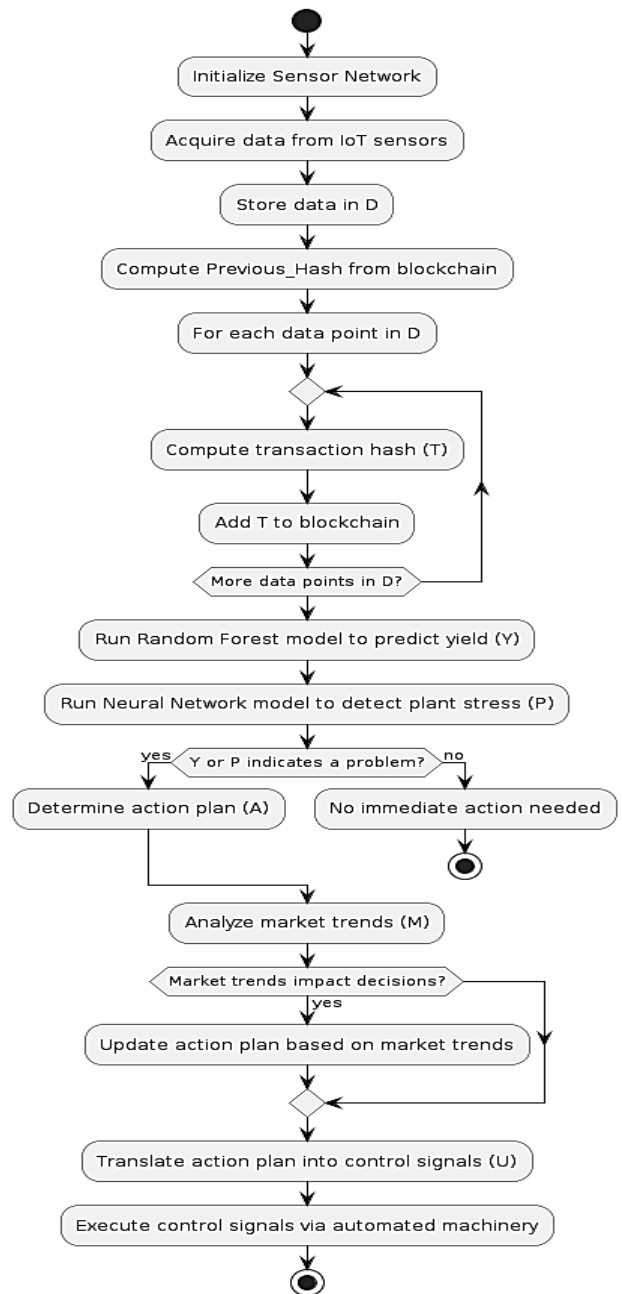 Initialize Sensor Network
Acquire data from IoT sensors
Store data in D
Compute Previous_Hash from blockchain
For each data point in D
Compute transaction hash (T)
Add T to blockchain
More data points in D?
Run Random Forest model to predict yield (Y)
Run Neural Network model to detect plant stress (P)
yes
Y or P indicates a problem?
no
Determine action plan (A)
No immediate action needed
Analyze market trends (M)
Market trends impact decisions?
yes
Update action plan based on market trends
Translate action plan into control signals (U)
Execute control signals via automated machinery